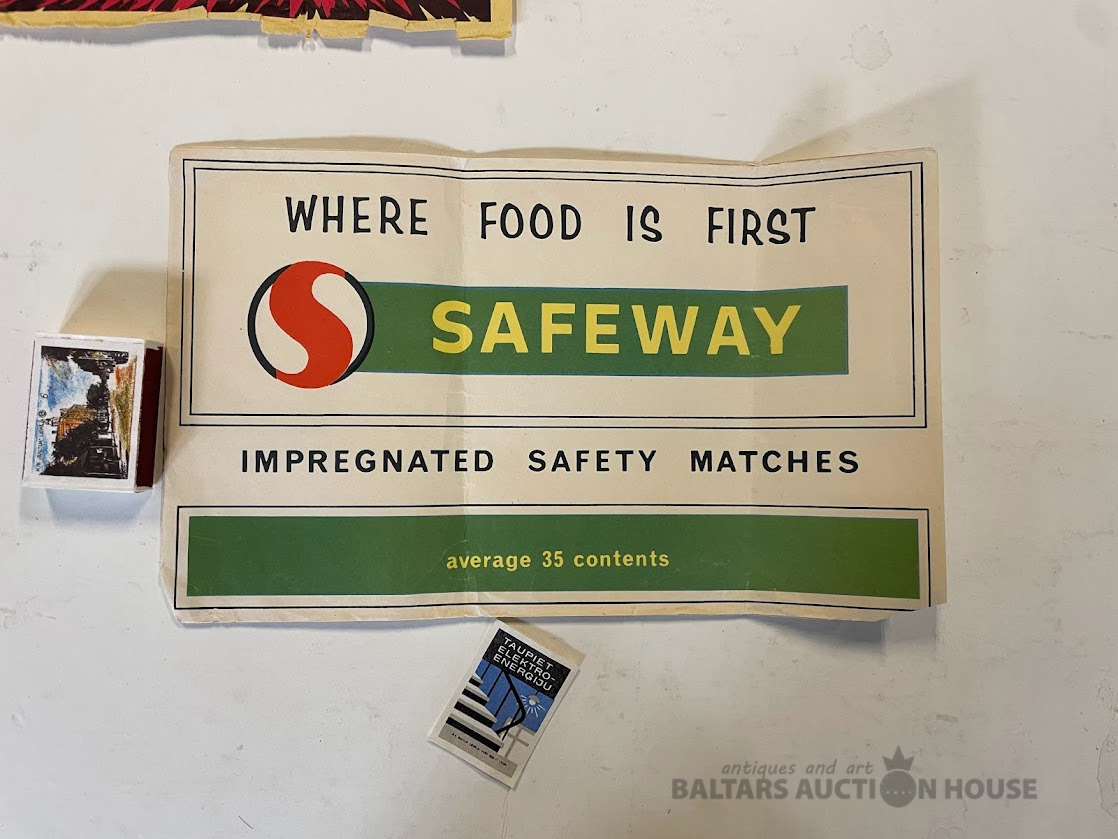 WHERE FOOD IS FIRST
SAFEWAY
IMPREGNATED SAFETY MATCHES
average 35 contents
TAUPIET
ELEKTRO-
ENERGIJU
antiques and art
BALTARS AUCTION HOUSE